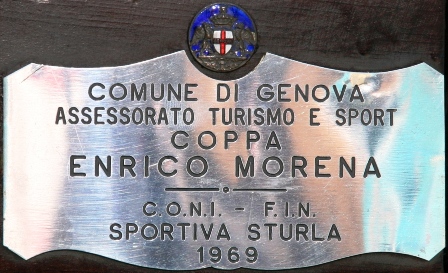 COMUNE DI GENOVA
ASSESSORATO TURISMO E SPORT
COPPA
ENRICO MORENA
C.O.N.I. - F.I.N.
SPORTIVA STURLA
1969